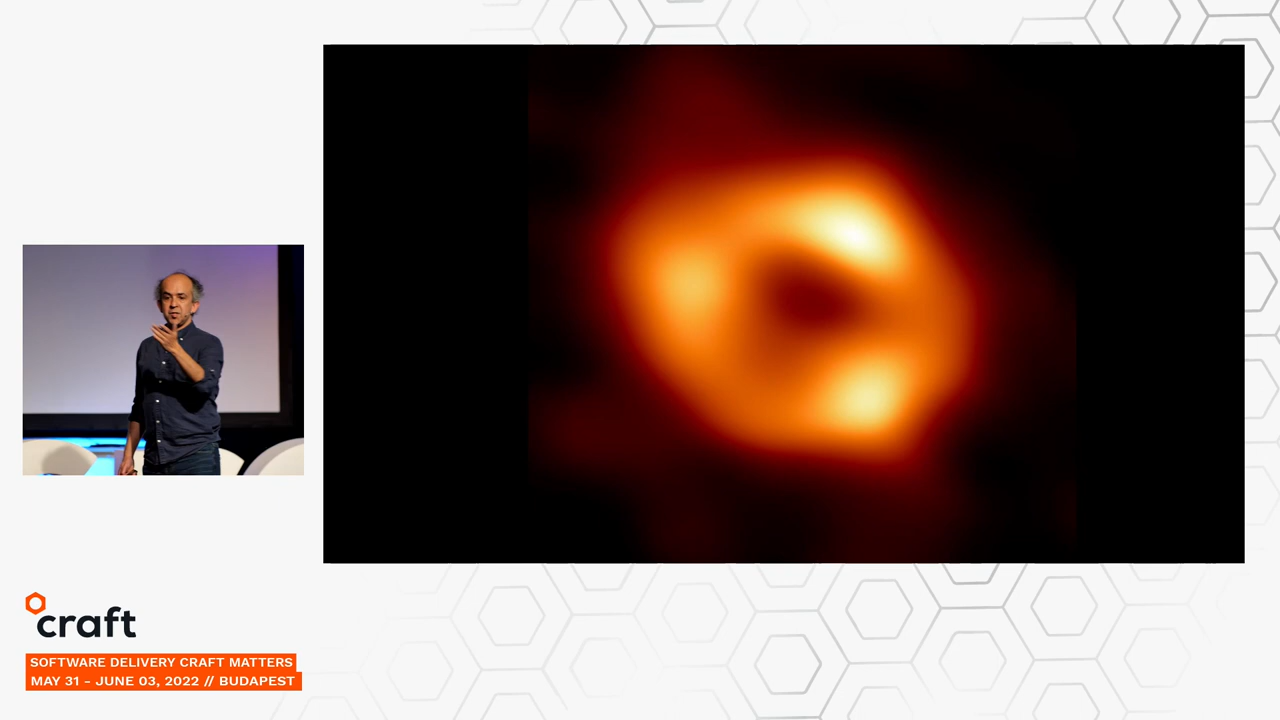 craft
SOFTWARE DELIVERY CRAFT MATTERS
MAY 31 - JUNE 03, 2022 // BUDAPEST